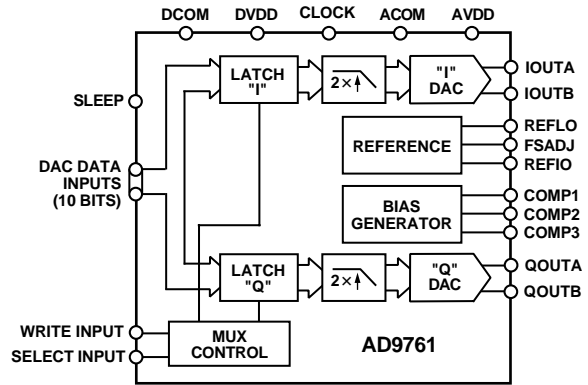 DCOM DVDD CLOCK ACOM AVDD
SLEEP
DAC DATA
INPUTS
(10 BITS)
WRITE INPUT
SELECT INPUT
LATCH
"I"
2×
"I"
DAC
IOUTA
IOUTB
REFERENCE
REFLO
FSADJ
REFIO
BIAS
GENERATOR
COMP1
COMP2
COMP3
LATCH
"Q"
2×
"Q"
DAC
QOUTA
QOUTB
MUX
CONTROL
AD9761